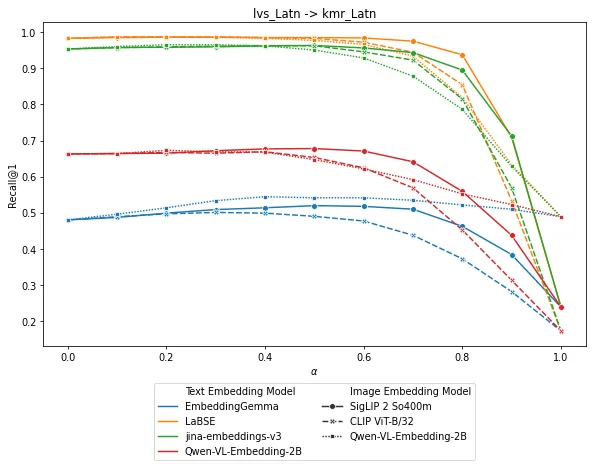 lvs_Latn -> kmr_Latn
Recall@1
1.0
0.9
0.8
0.7
0.6
0.5
0.4
0.3
0.2
0.0 0.2 0.4 0.6 0.8 1.0
α
Text Embedding Model
EmbeddingGemma
LaBSE
jina-embeddings-v3
Qwen-VL-Embedding-2B
Image Embedding Model
SigLIP 2 So400m
CLIP ViT-B/32
Qwen-VL-Embedding-2B